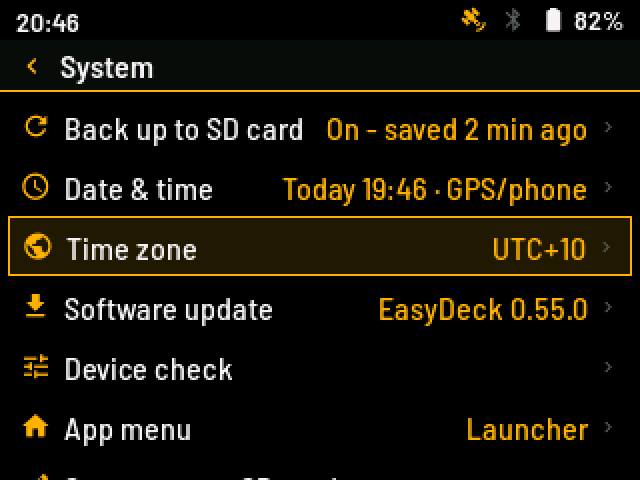 20:46
82%
System
Back up to SD card On - saved 2 min ago
Date & time Today 19:46 · GPS/phone
Time zone UTC+10
Software update EasyDeck 0.55.0
Device check
App menu Launcher